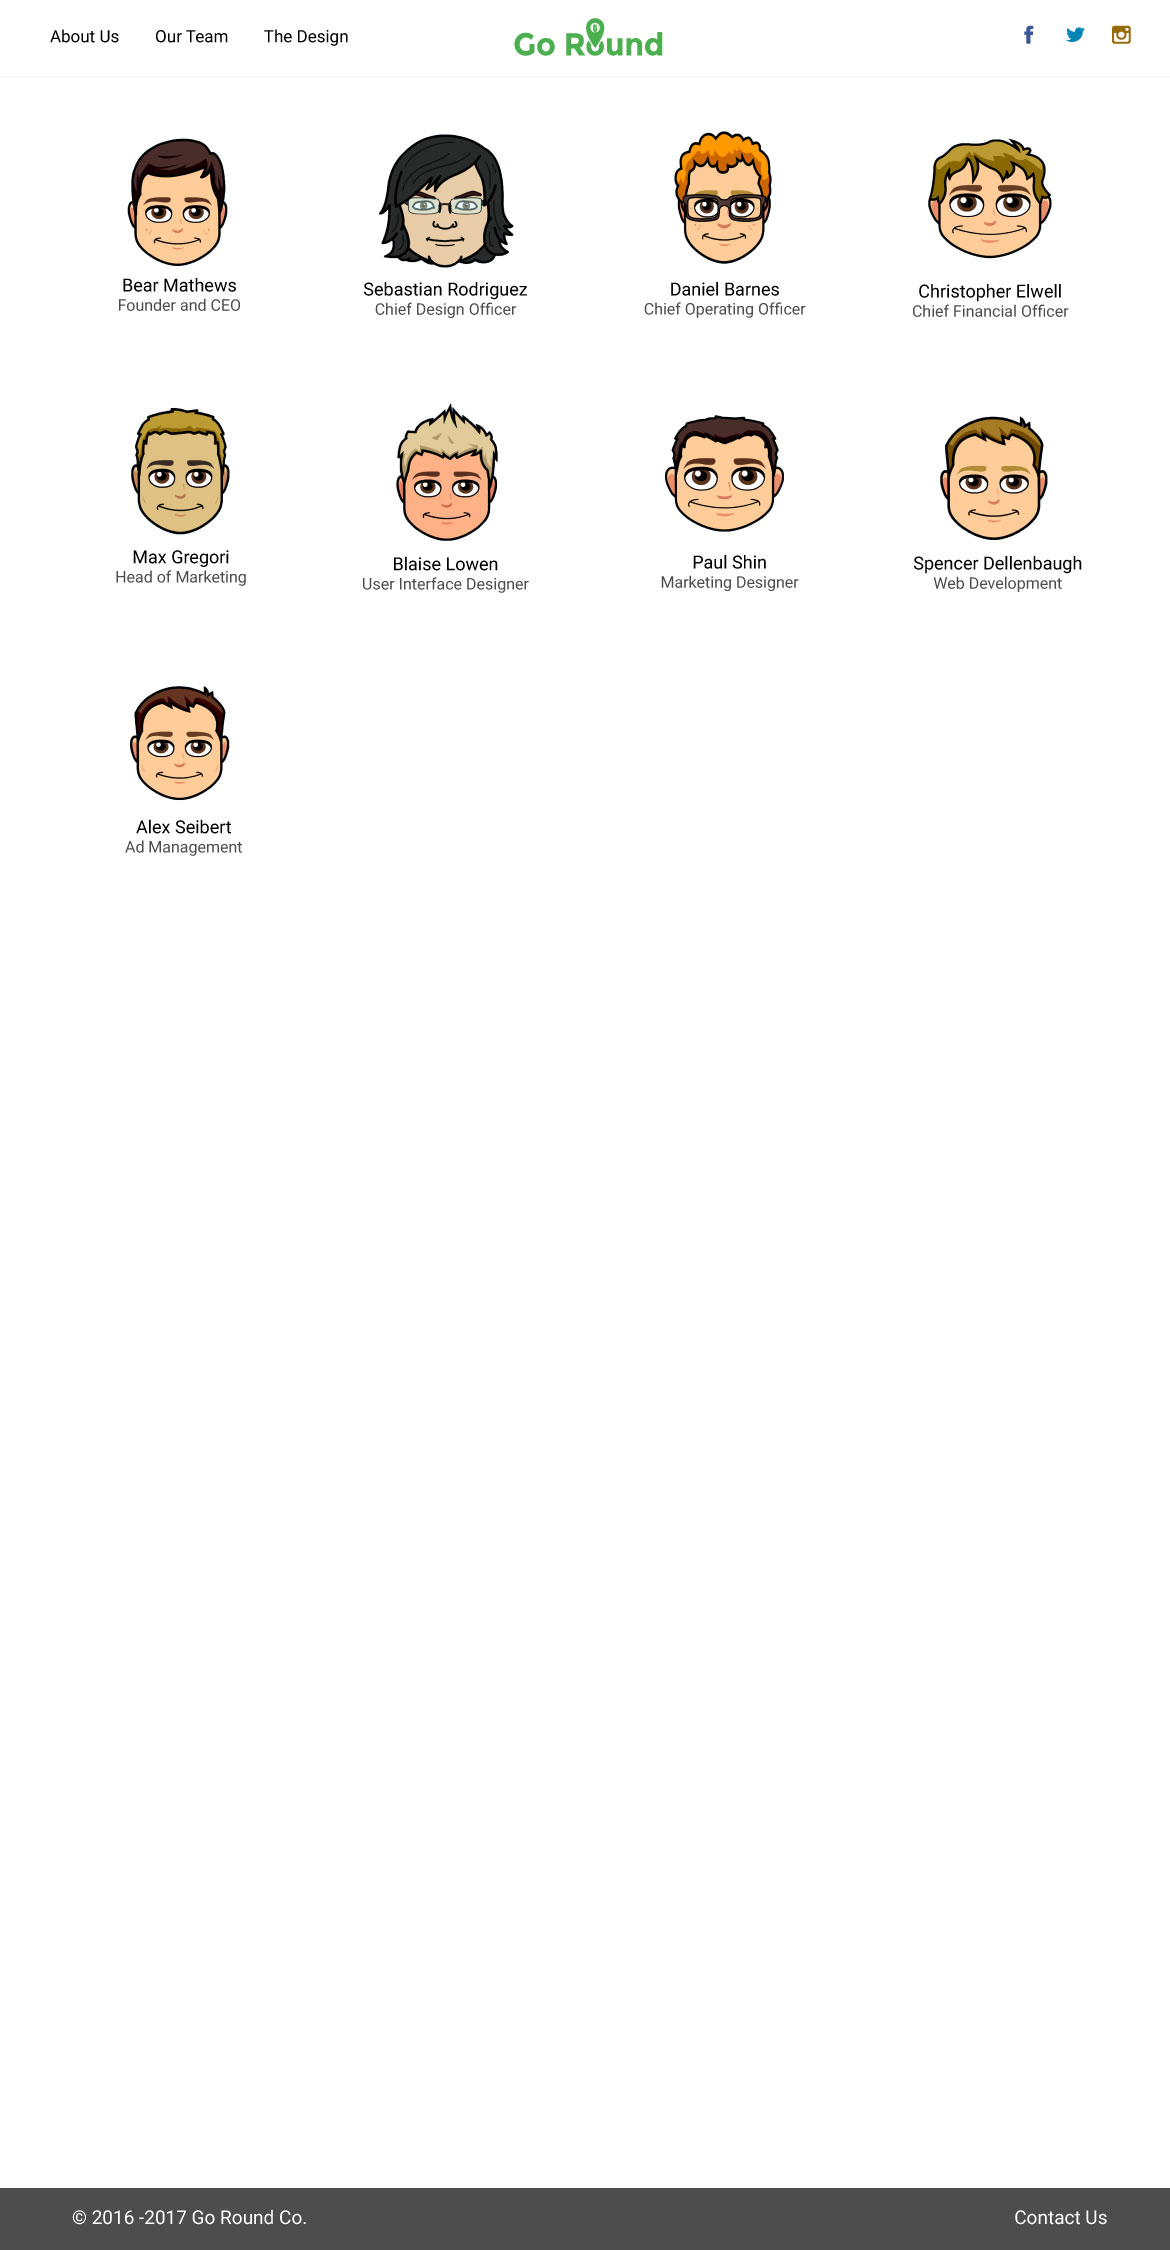 About Us
Our Team
The Design
Go Round
Bear Mathews
Founder and CEO
Sebastian Rodriguez
Chief Design Officer
Daniel Barnes
Chief Operating Officer
Christopher Elwell
Chief Financial Officer
Max Gregori
Head of Marketing
Blaise Lowen
User Interface Designer
Paul Shin
Marketing Designer
Spencer Dellenbaugh
Web Development
Alex Seibert
Ad Management
© 2016 -2017 Go Round Co.
Contact Us